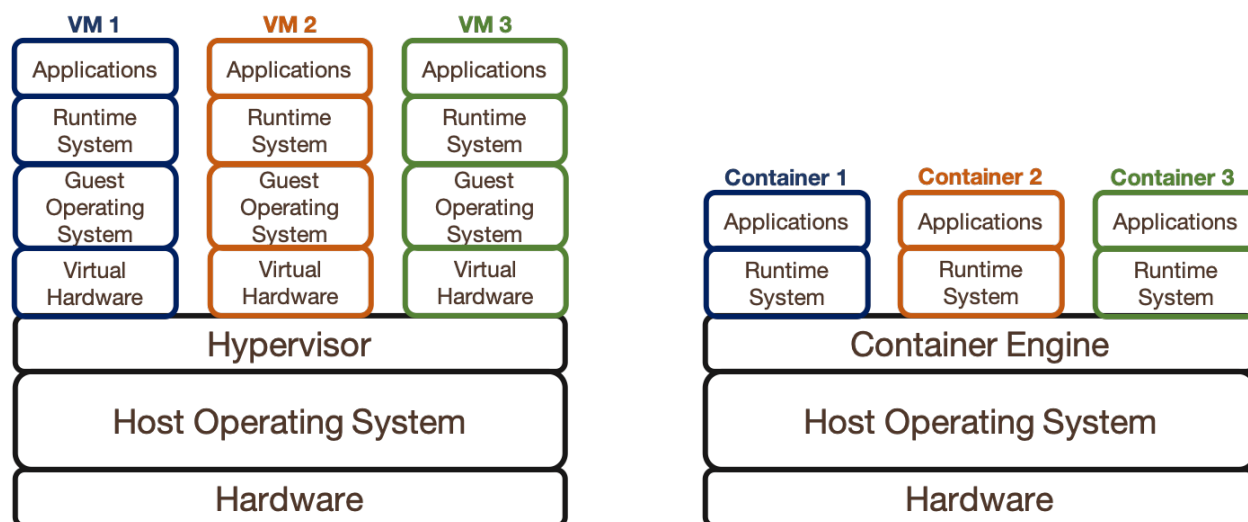 VM 1
VM 2
VM 3
Applications
Applications
Applications
Runtime
System
Runtime
System
Runtime
System
Guest
Operating
System
Guest
Operating
System
Guest
Operating
System
Virtual
Hardware
Virtual
Hardware
Virtual
Hardware
Hypervisor
Host Operating System
Hardware
Container 1
Container 2
Container 3
Applications
Applications
Applications
Runtime
System
Runtime
System
Runtime
System
Container Engine
Host Operating System
Hardware